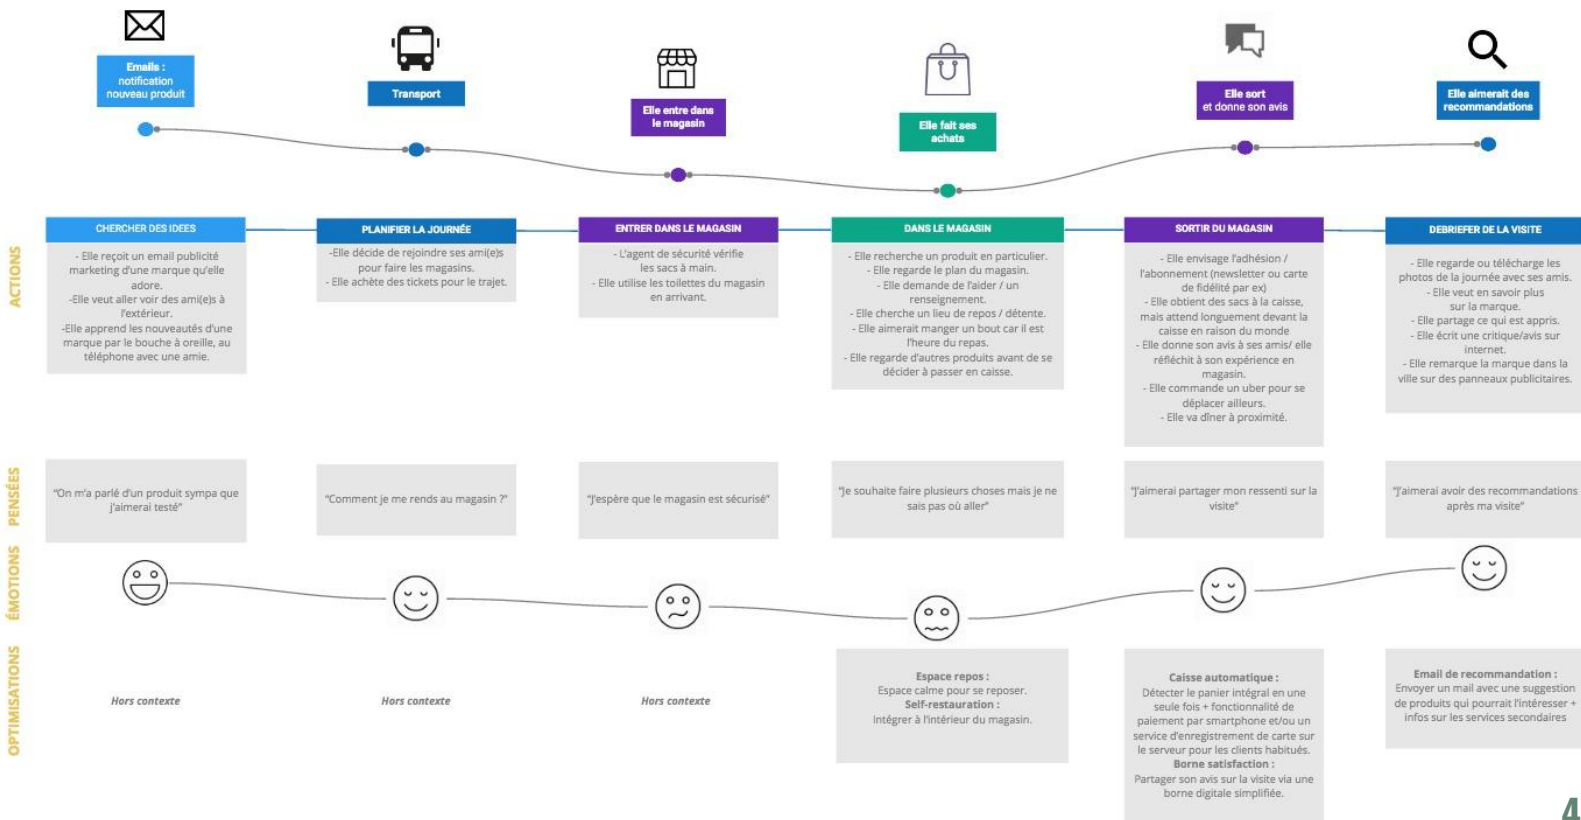 Emails :
notification
nouveau produit
Transport
Elle entre dans
le magasin
Elle fait ses
achats
Elle sort
et donne son avis
Elle aimerait des
recommandations
ACTIONS
CHERCHER DES IDEES
- Elle reçoit un email publicité
marketing d'une marque qu'elle
adore.
-Elle veut aller voir des ami(e)s à
l'extérieur.
-Elle apprend les nouveautés d'une
marque par le bouche à oreille, au
téléphone avec une amie.
PLANIFIER LA JOURNÉE
-Elle décide de rejoindre ses ami(e)s
pour faire les magasins.
- Elle achète des tickets pour le trajet.
ENTRER DANS LE MAGASIN
- L'agent de sécurité vérifie
les sacs à main.
- Elle utilise les toilettes du magasin
en arrivant.
DANS LE MAGASIN
- Elle recherche un produit en particulier.
- Elle regarde le plan du magasin.
- Elle demande de l'aider / un
renseignement.
- Elle cherche un lieu de repos / détente.
- Elle aimerait manger un bout car il est
l'heure du repas.
- Elle regarde d'autres produits avant de se
décider à passer en caisse.
SORTIR DU MAGASIN
- Elle envisage l'adhésion /
l'abonnement (newsletter ou carte
de fidélité par ex)
- Elle obtient des sacs à la caisse,
mais attend longuement devant la
caisse en raison du monde
- Elle donne son avis à ses amis/ elle
réfléchit à son expérience en
magasin.
- Elle commande un uber pour se
déplacer ailleurs.
- Elle va dîner à proximité.
DEBRIEFER DE LA VISITE
- Elle regarde ou télécharge les
photos de la journée avec ses amis.
- Elle veut en savoir plus
sur la marque.
- Elle partage ce qui est appris.
- Elle écrit une critique/avis sur
internet.
- Elle remarque la marque dans la
ville sur des panneaux publicitaires.
PENSÉES
"On m'a parlé d'un produit sympa que
j'aimerai testé"
"Comment je me rends au magasin ?"
"J'espère que le magasin est sécurisé"
"Je souhaite faire plusieurs choses mais je ne
sais pas où aller"
"J'aimerai partager mon ressenti sur la
visite"
"J'aimerai avoir des recommandations
après ma visite"
ÉMOTIONS
OPTIMISATIONS
Hors contexte
Hors contexte
Hors contexte
Espace repos :
Espace calme pour se reposer.
Self-restauration :
Intégrer à l'intérieur du magasin.
Caisse automatique :
Détecter le panier intégral en une
seule fois + fonctionnalité de
paiement par smartphone et/ou un
service d'enregistrement de carte sur
le serveur pour les clients habitués.
Borne satisfaction :
Partager son avis sur la visite via une
borne digitale simplifiée.
Email de recommandation :
Envoyer un mail avec une suggestion
de produits qui pourrait l'intéresser +
infos sur les services secondaires
4